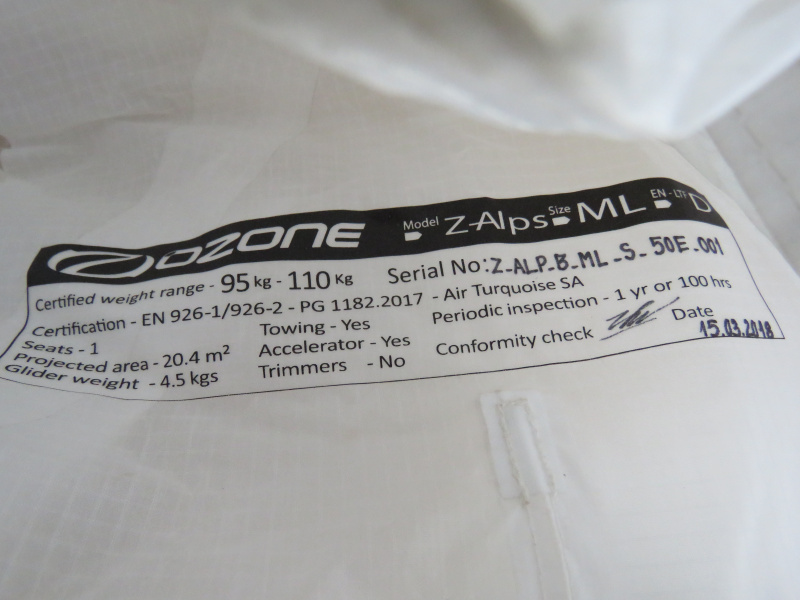 OZONE Model Z-Alps Size ML EN-LTF D
Certified weight range - 95 kg - 110 Kg Serial No: Z-ALP-B-ML-S-50E-001
Certification - EN 926-1/926-2 - PG 1182.2017 - Air Turquoise SA
Seats - 1 Towing - Yes Periodic inspection - 1 yr or 100 hrs
Projected area - 20.4 m² Accelerator - Yes Conformity check Date
Glider weight - 4.5 kgs Trimmers - No 15.03.2018